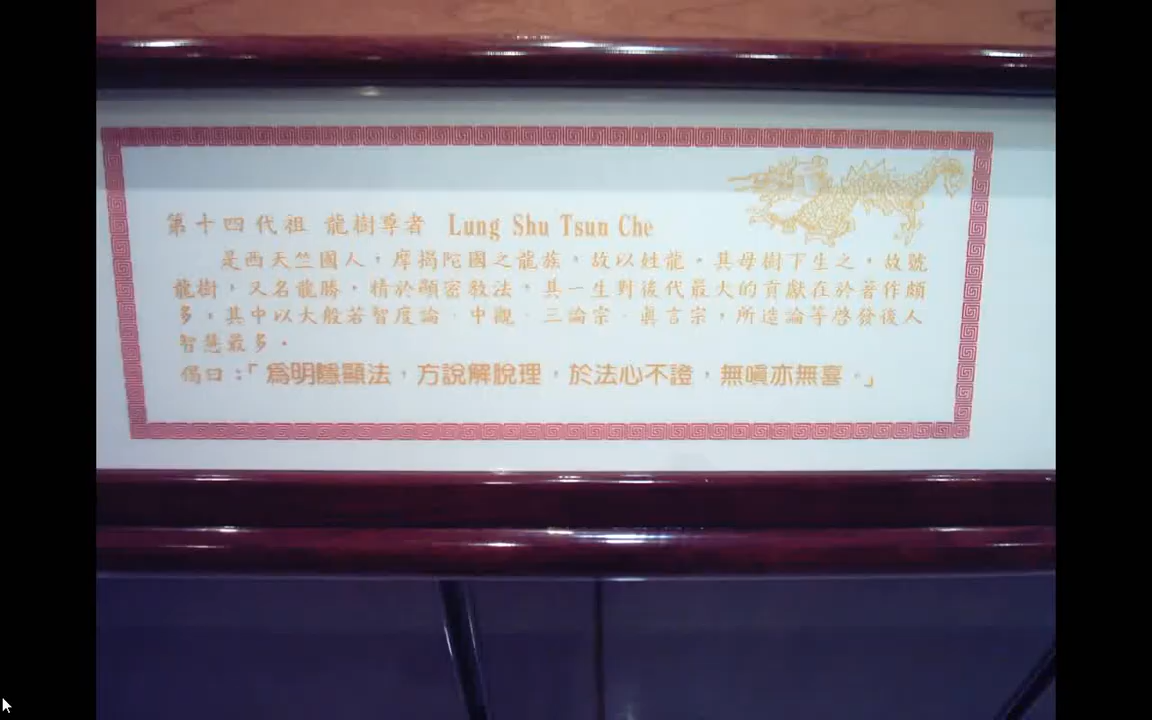 第十四代祖 龍樹尊者 Lung Shu Tsun Che
是西天竺國人，摩揭陀國之龍族，故以姓龍。其母樹下生之，故號
龍樹，又名龍勝，精於顯密教法，其一生對後代最大的貢獻在於著作頗
多，其中以大般若智度論．中觀．三論宗．眞言宗，所造論等啓發後人
智慧最多。
偈曰：「為明隱顯法，方說解脫理，於法心不證，無嗔亦無喜。」